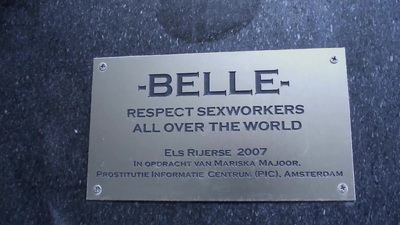 -BELLE-
RESPECT SEXWORKERS
ALL OVER THE WORLD
ELS RIJERSE 2007
IN OPDRACHT VAN MARISKA MAJOOR,
PROSTITUTIE INFORMATIE CENTRUM (PIC), AMSTERDAM